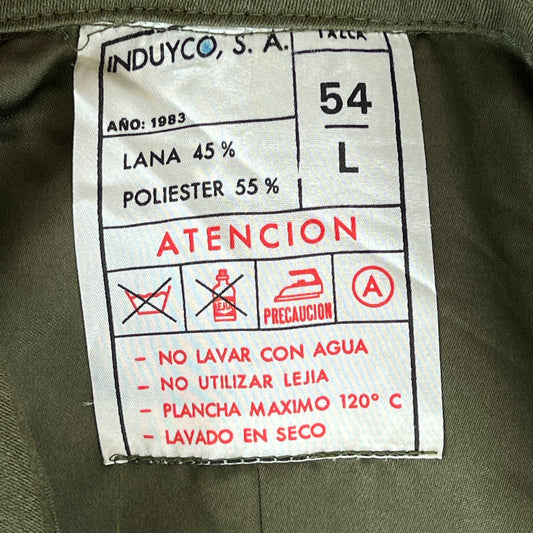 INDUYCO, S. A.
TALLA
54
L
AÑO: 1983
LANA 45 %
POLIESTER 55 %
ATENCION
LEJIA
PRECAUCION
A
- NO LAVAR CON AGUA
- NO UTILIZAR LEJIA
- PLANCHA MAXIMO 120º C
- LAVADO EN SECO